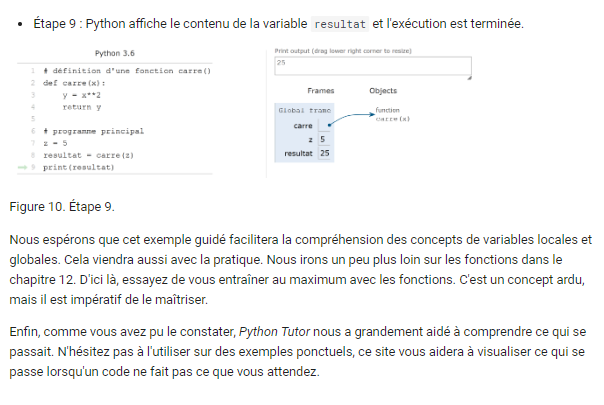 • Étape 9 : Python affiche le contenu de la variable resultat et l'exécution est terminée.
Python 3.6
1 # définition d'une fonction carre()
2 def carre(x):
3 y = x**2
4 return y
5
6 # programme principal
7 z = 5
8 resultat = carre(z)
9 print(resultat)
Print output (drag lower right corner to resize)
25
Frames Objects
Global frame
carre
z 5
resultat 25
function
carre(x)
Figure 10. Étape 9.
Nous espérons que cet exemple guidé facilitera la compréhension des concepts de variables locales et
globales. Cela viendra aussi avec la pratique. Nous irons un peu plus loin sur les fonctions dans le
chapitre 12. D'ici là, essayez de vous entraîner au maximum avec les fonctions. C'est un concept ardu,
mais il est impératif de le maîtriser.
Enfin, comme vous avez pu le constater, Python Tutor nous a grandement aidé à comprendre ce qui se
passait. N'hésitez pas à l'utiliser sur des exemples ponctuels, ce site vous aidera à visualiser ce qui se
passe lorsqu'un code ne fait pas ce que vous attendez.